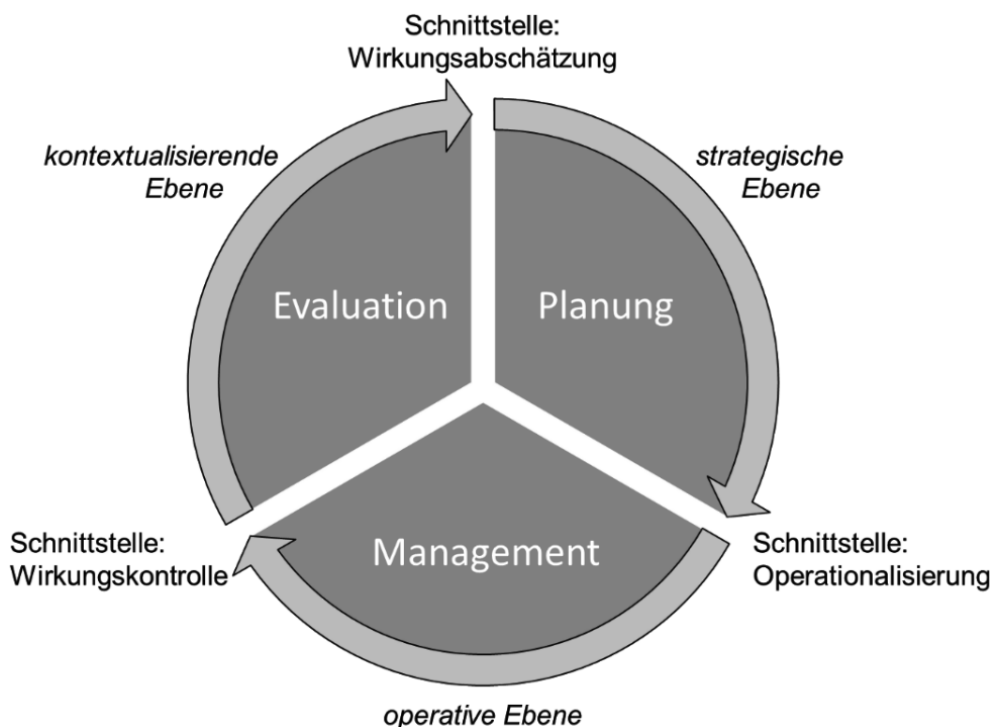 Schnittstelle:
Wirkungsabschätzung
kontextualisierende
Ebene
strategische
Ebene
Evaluation
Planung
Schnittstelle:
Wirkungskontrolle
Management
Schnittstelle:
Operationalisierung
operative Ebene